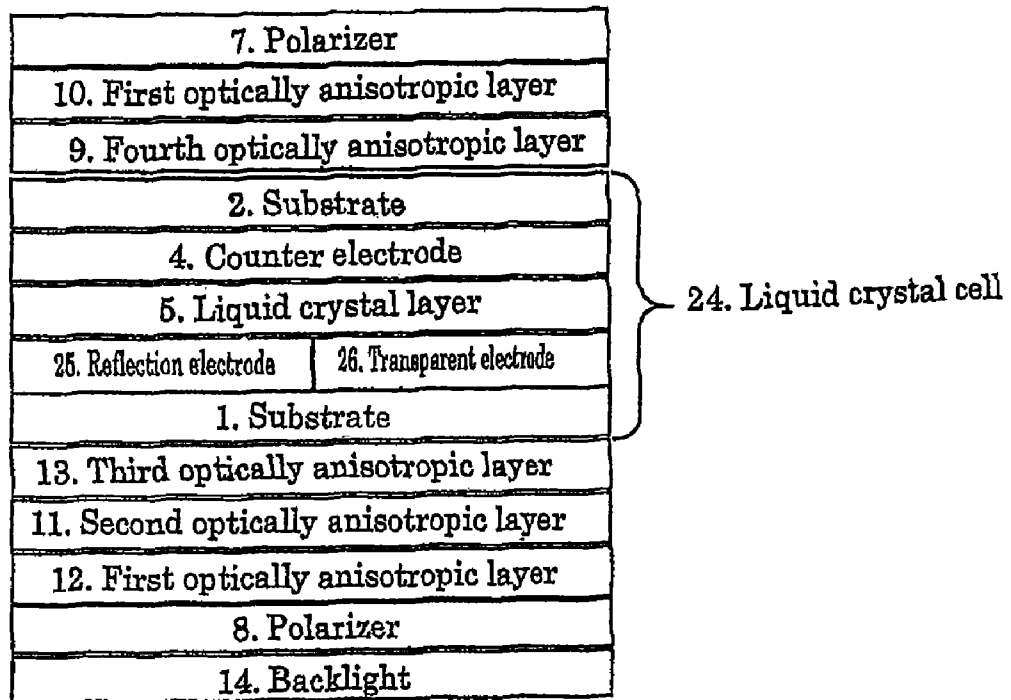 7. Polarizer
10. First optically anisotropic layer
9. Fourth optically anisotropic layer
2. Substrate
4. Counter electrode
5. Liquid crystal layer
25. Reflection electrode
26. Transparent electrode
1. Substrate
24. Liquid crystal cell
13. Third optically anisotropic layer
11. Second optically anisotropic layer
12. First optically anisotropic layer
8. Polarizer
14. Backlight